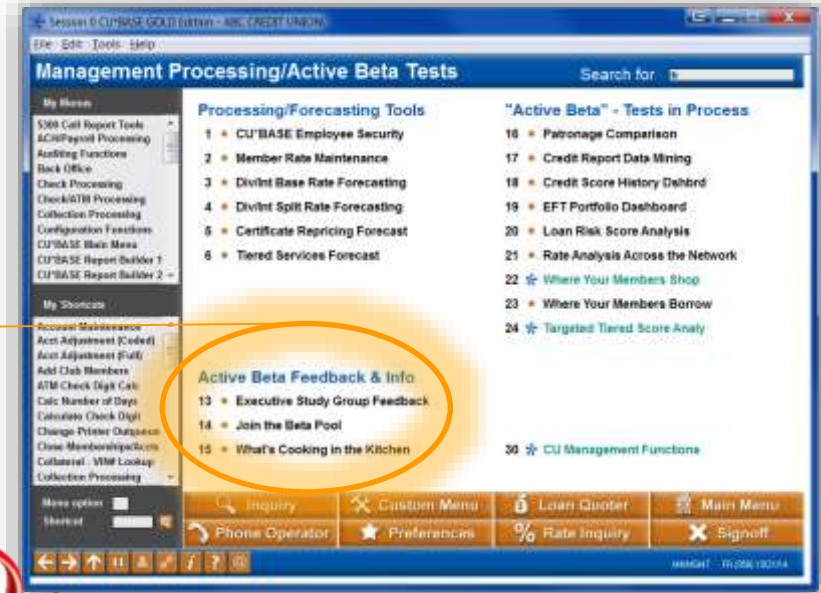 Session 0 CU*BASE GOLD Edition - ABC CREDIT UNION
File Edit Tools Help
Management Processing/Active Beta Tests
Search for
My Menus
5300 Call Report Tools
ACH/Payroll Processing
Auditing Functions
Back Office
Check Processing
Check/ATM Processing
Collection Processing
Configuration Functions
CU*BASE Main Menu
CU*BASE Report Builder 1
CU*BASE Report Builder 2
My Shortcuts
Account Maintenance
Acct Adjustment (Coded)
Acct Adjustment (Full)
Add Club Members
ATM Check Digit Calc
Calc Number of Days
Calculate Check Digit
Change Printer Outqueue
Close Memberships/Accts
Collateral - VIN# Lookup
Collection Processing
Menu option
Shortcut
Processing/Forecasting Tools
1 CU*BASE Employee Security
2 Member Rate Maintenance
3 Div/Int Base Rate Forecasting
4 Div/Int Split Rate Forecasting
5 Certificate Repricing Forecast
6 Tiered Services Forecast
Active Beta Feedback & Info
13 Executive Study Group Feedback
14 Join the Beta Pool
15 What's Cooking in the Kitchen
"Active Beta" - Tests in Process
16 Patronage Comparison
17 Credit Report Data Mining
18 Credit Score History Dshbrd
19 EFT Portfolio Dashboard
20 Loan Risk Score Analysis
21 Rate Analysis Across the Network
22 Where Your Members Shop
23 Where Your Members Borrow
24 Targeted Tiered Score Analy
30 CU Management Functions
Inquiry Custom Menu Loan Quoter Main Menu
Phone Operator Preferences Rate Inquiry Signoff